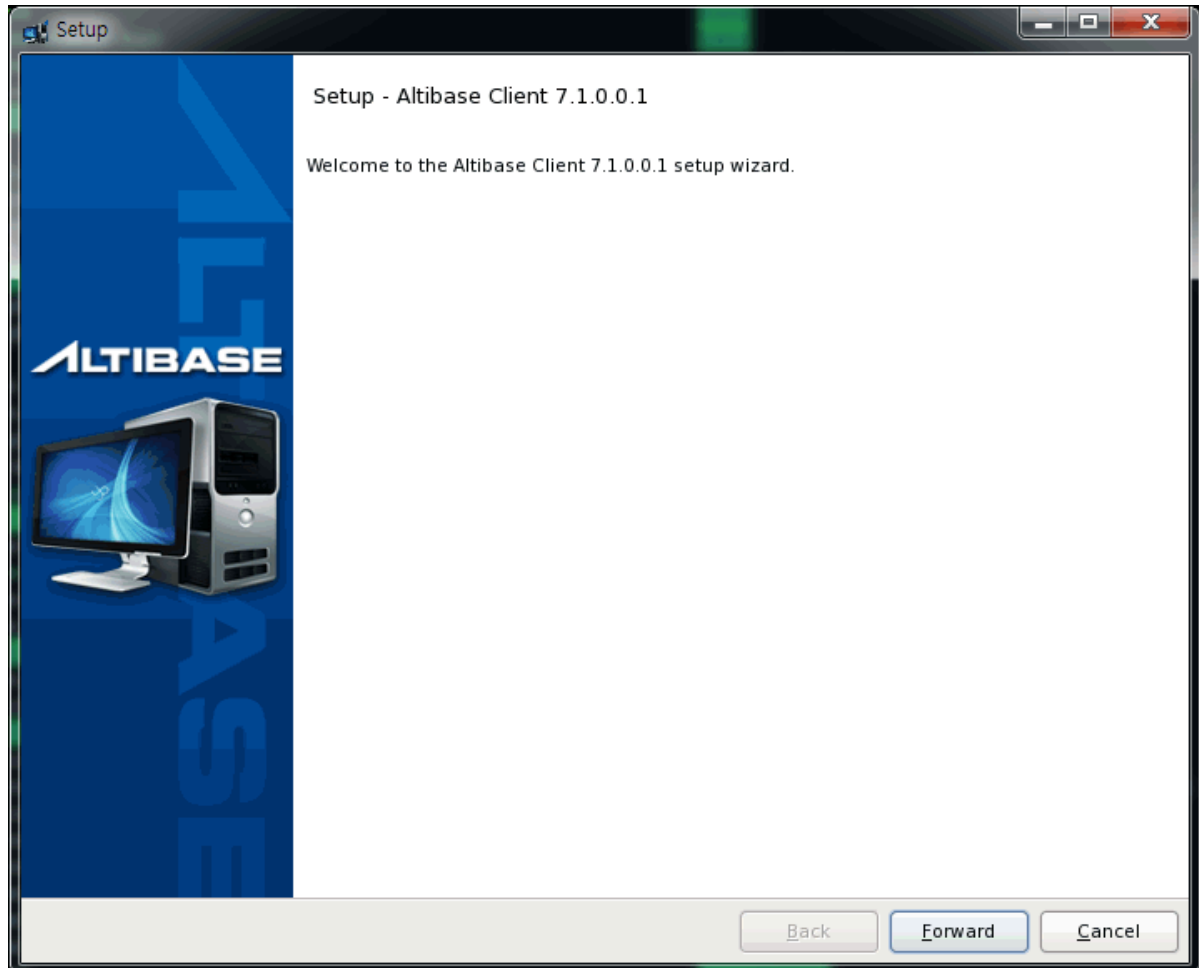 Setup
Setup - Altibase Client 7.1.0.0.1
Welcome to the Altibase Client 7.1.0.0.1 setup wizard.
ALTIBASE
ALTIBASE
Back
Forward
Cancel